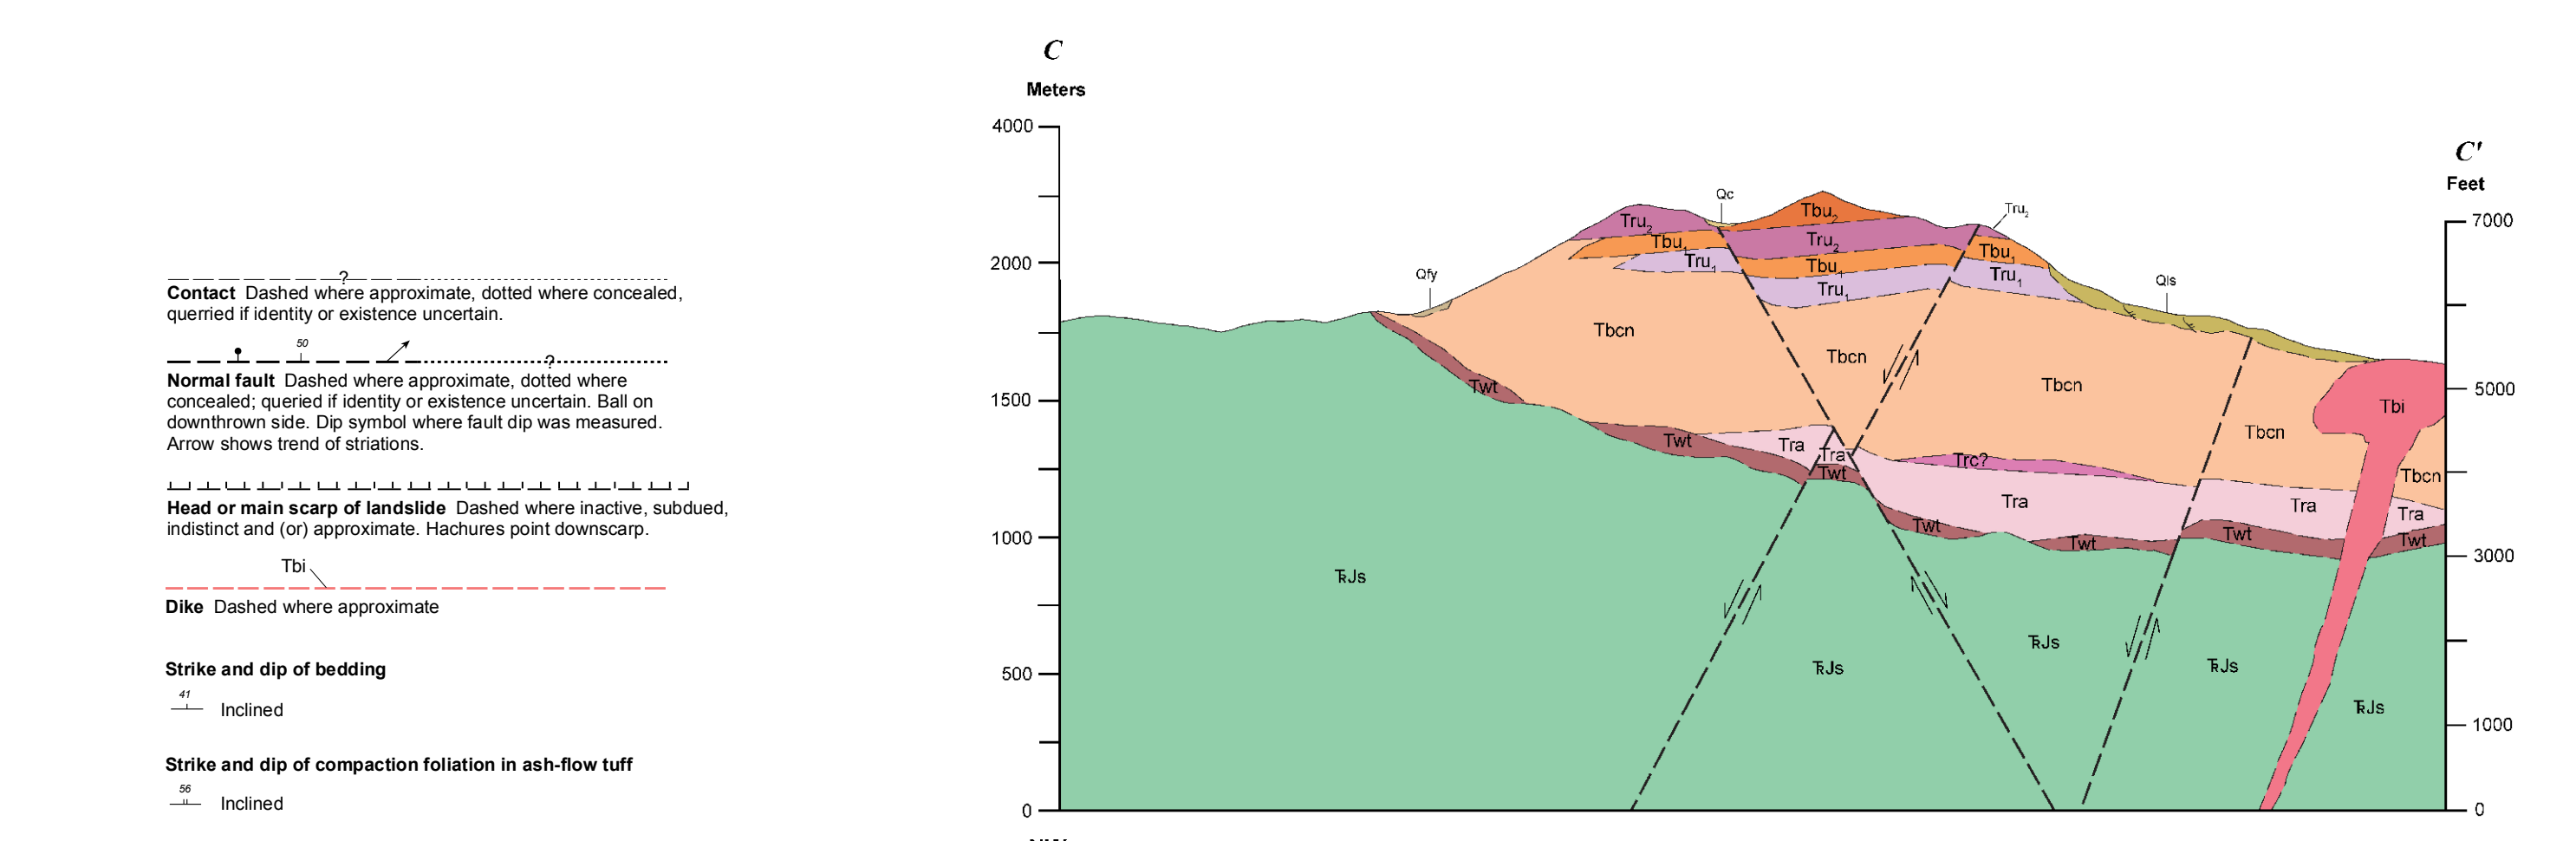 ?
Contact Dashed where approximate, dotted where concealed,
querried if identity or existence uncertain.
50
?
Normal fault Dashed where approximate, dotted where
concealed; queried if identity or existence uncertain. Ball on
downthrown side. Dip symbol where fault dip was measured.
Arrow shows trend of striations.
Head or main scarp of landslide Dashed where inactive, subdued,
indistinct and (or) approximate. Hachures point downscarp.
Tbi
Dike Dashed where approximate
Strike and dip of bedding
41
Inclined
Strike and dip of compaction foliation in ash-flow tuff
56
Inclined
C
Meters
4000
2000
1500
1000
500
0
C'
Feet
7000
5000
3000
1000
0
Qc
Tru2
Tbu2
Tru2
Tbu1
Tru2
Tbu1
Tru1
Tbu1
Tru1
Qfy
Tru1
Qls
Tbcn
Tbcn
Tbcn
Tbi
Twt
Tbcn
Twt
Tra
Tra
Trc?
Twt
Tbcn
Tra
Tra
Tra
Twt
Twt
Twt
Twt
TRJs
TRJs
TRJs
TRJs
TRJs